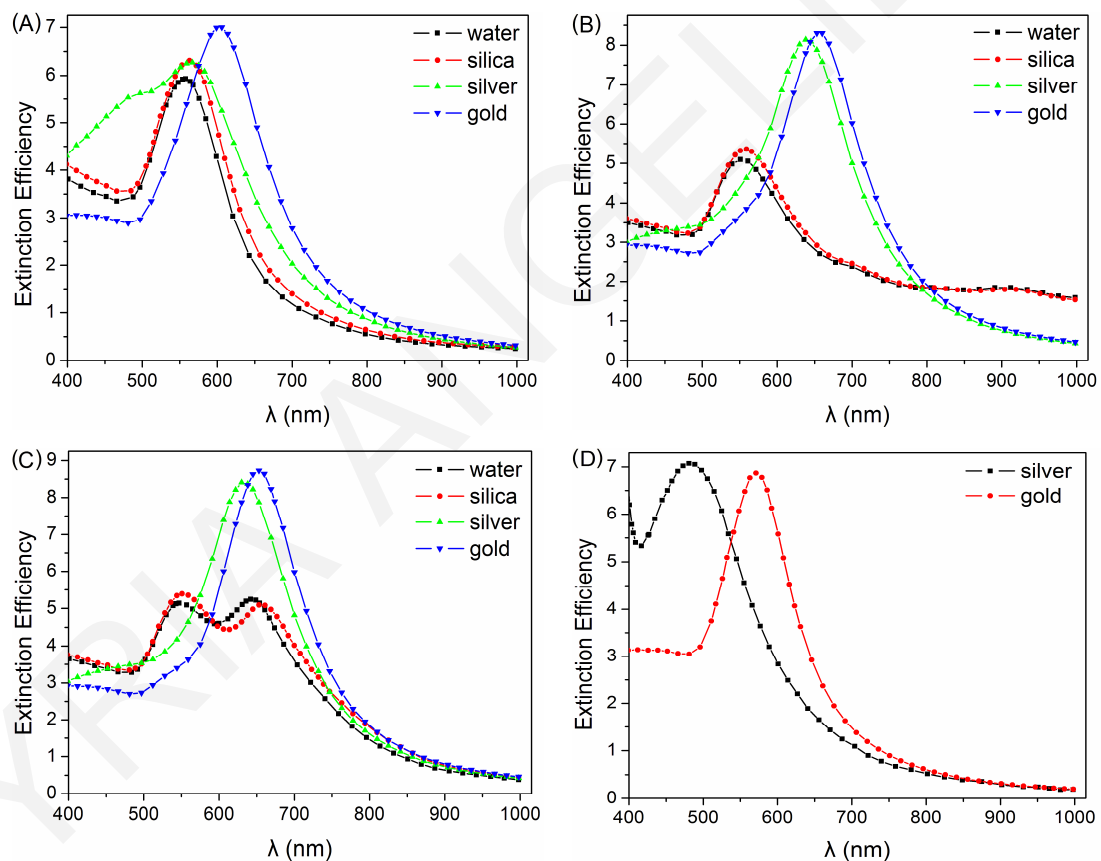 (A)
7
6
5
4
3
2
1
0
Extinction Efficiency
water
silica
silver
gold
400 500 600 700 800 900 1000
λ (nm)
(B)
8
7
6
5
4
3
2
1
0
Extinction Efficiency
water
silica
silver
gold
400 500 600 700 800 900 1000
λ (nm)
(C)
9
8
7
6
5
4
3
2
1
0
Extinction Efficiency
water
silica
silver
gold
400 500 600 700 800 900 1000
λ (nm)
(D)
7
6
5
4
3
2
1
0
Extinction Efficiency
silver
gold
400 500 600 700 800 900 1000
λ (nm)
YRIA ANGELI